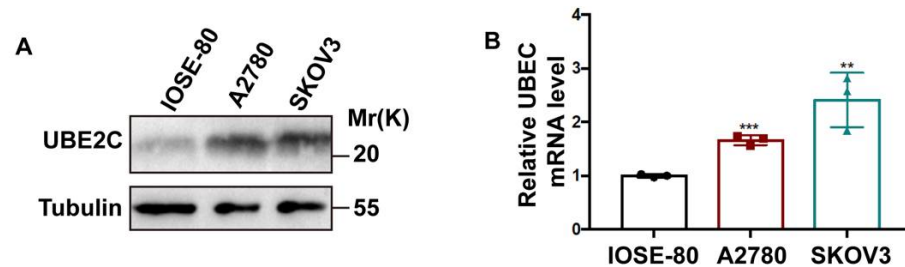 A
IOSE-80
A2780
SKOV3
Mr(K)
UBE2C
20
Tubulin
55
B
Relative UBEC
mRNA level
4
3
2
1
0
***
**
IOSE-80 A2780 SKOV3